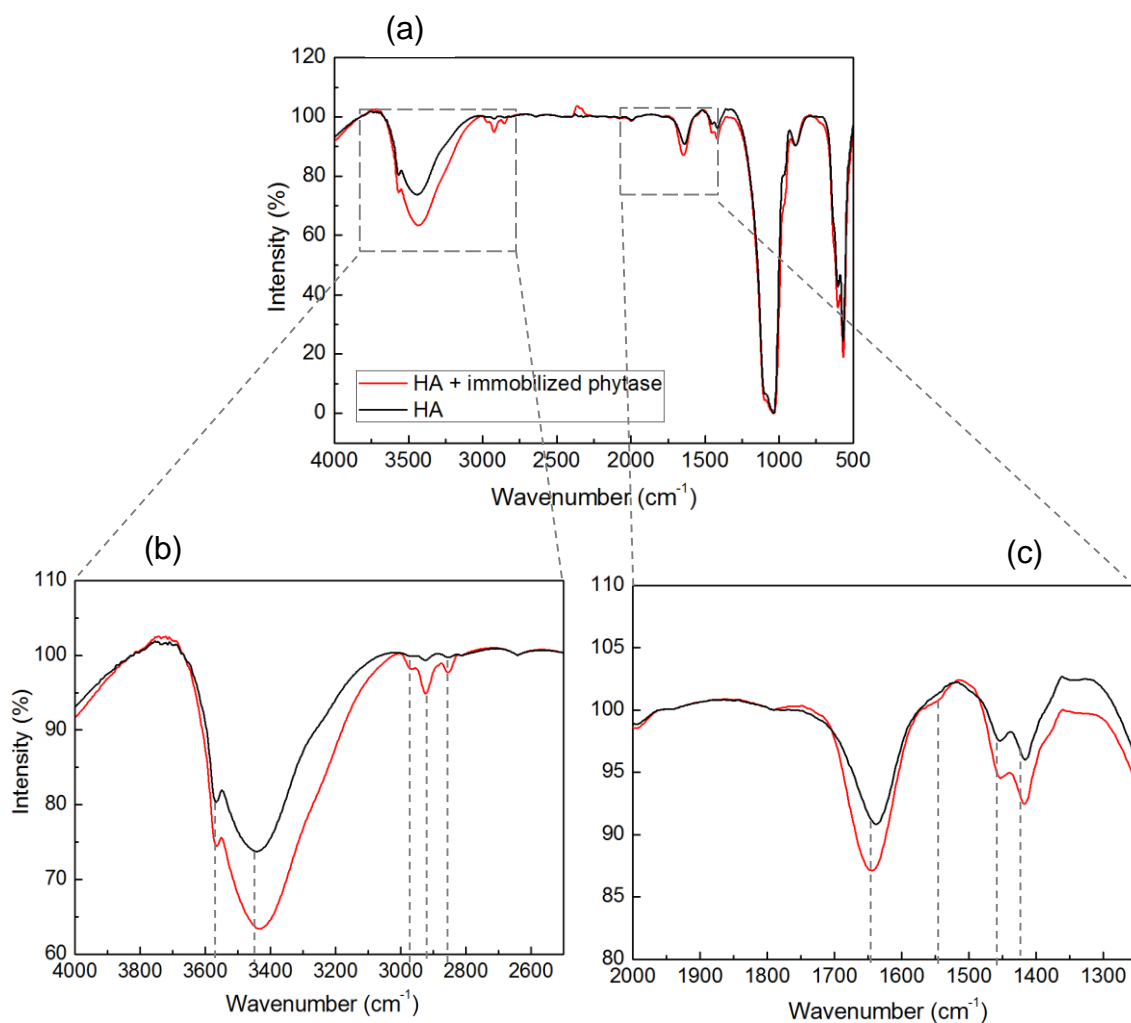 (a)
120
100
80
60
40
20
0
Intensity (%)
HA + immobilized phytase
HA
4000 3500 3000 2500 2000 1500 1000 500
Wavenumber (cm⁻¹)
(b)
110
100
90
80
70
60
Intensity (%)
4000 3800 3600 3400 3200 3000 2800 2600
Wavenumber (cm⁻¹)
(c)
110
105
100
95
90
85
80
2000 1900 1800 1700 1600 1500 1400 1300
Wavenumber (cm⁻¹)